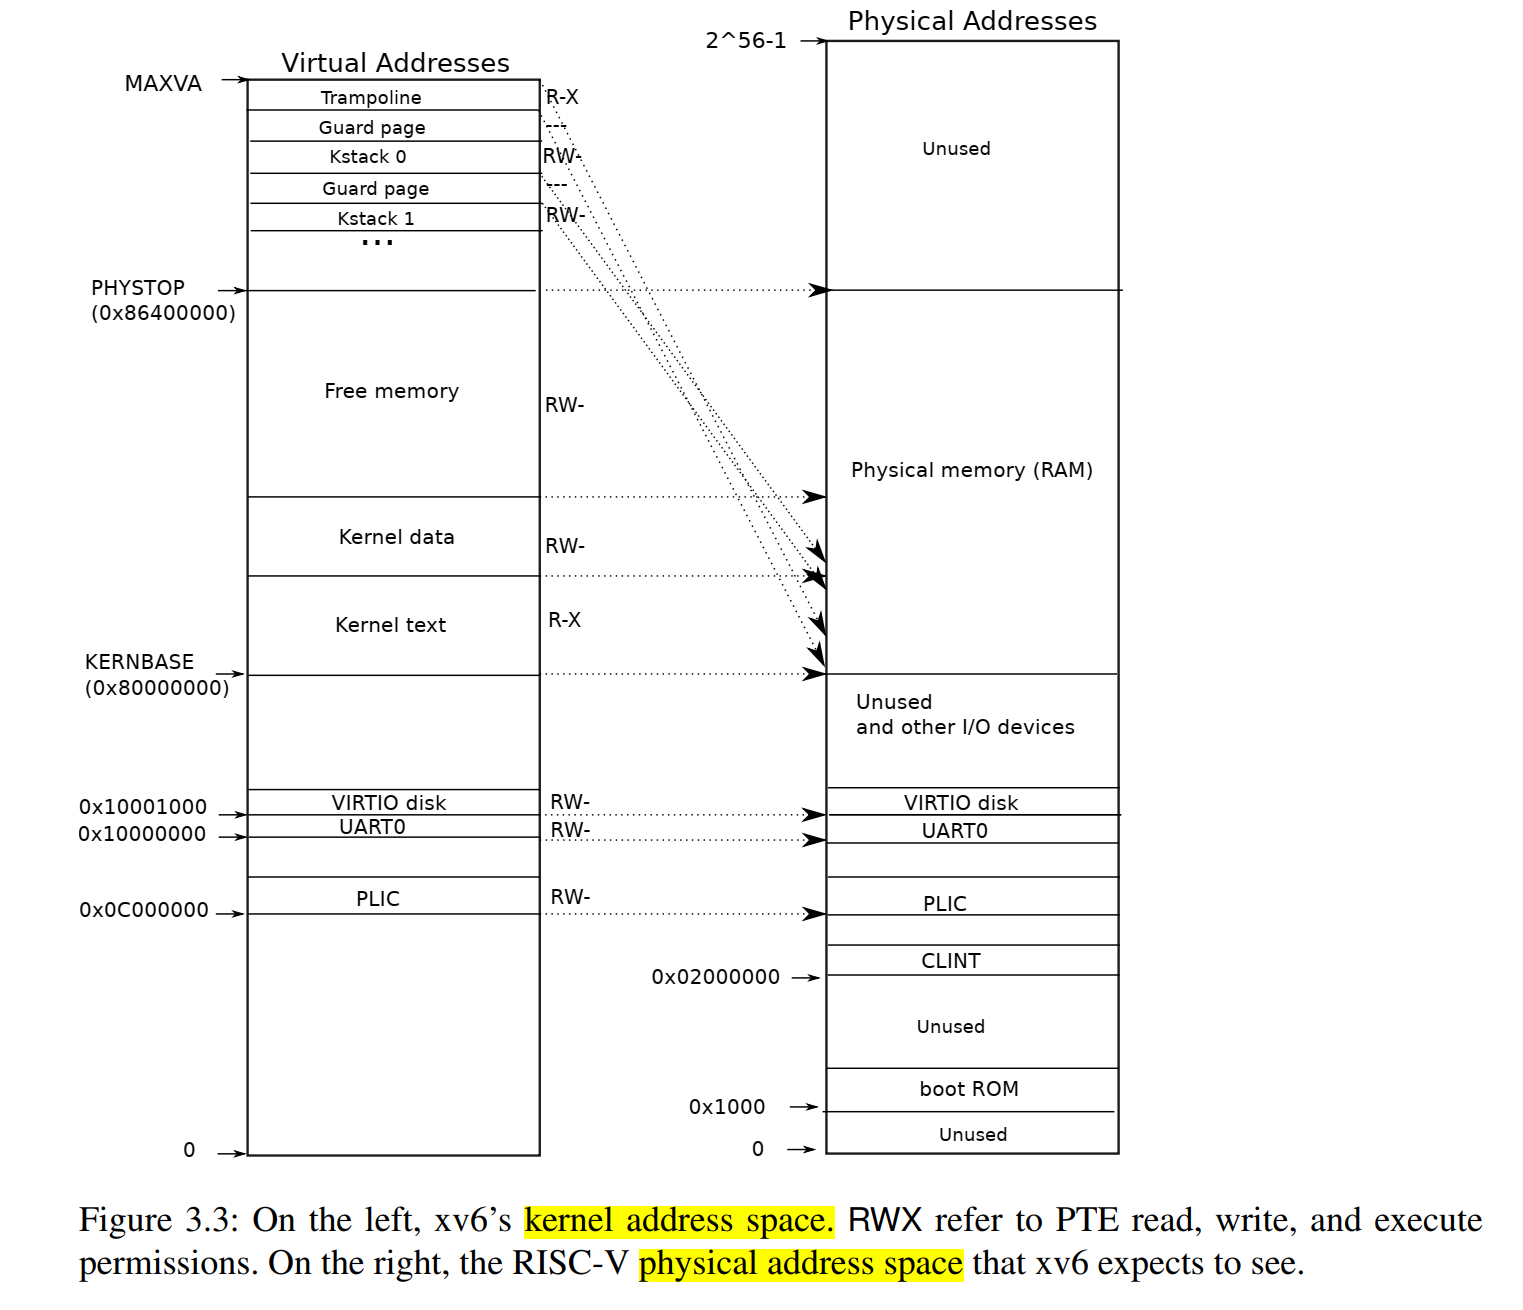 Physical Addresses
2^56-1
Virtual Addresses
MAXVA
Trampoline
R-X
Guard page
---
Unused
Kstack 0
RW-
Guard page
---
Kstack 1
RW-
...
PHYSTOP
(0x86400000)
Free memory
RW-
Physical memory (RAM)
Kernel data
RW-
Kernel text
R-X
KERNBASE
(0x80000000)
Unused
and other I/O devices
0x10001000
VIRTIO disk
RW-
VIRTIO disk
0x10000000
UART0
RW-
UART0
0x0C000000
PLIC
RW-
PLIC
CLINT
0x02000000
Unused
boot ROM
0x1000
Unused
0
0
Figure 3.3: On the left, xv6’s kernel address space. RWX refer to PTE read, write, and execute
permissions. On the right, the RISC-V physical address space that xv6 expects to see.